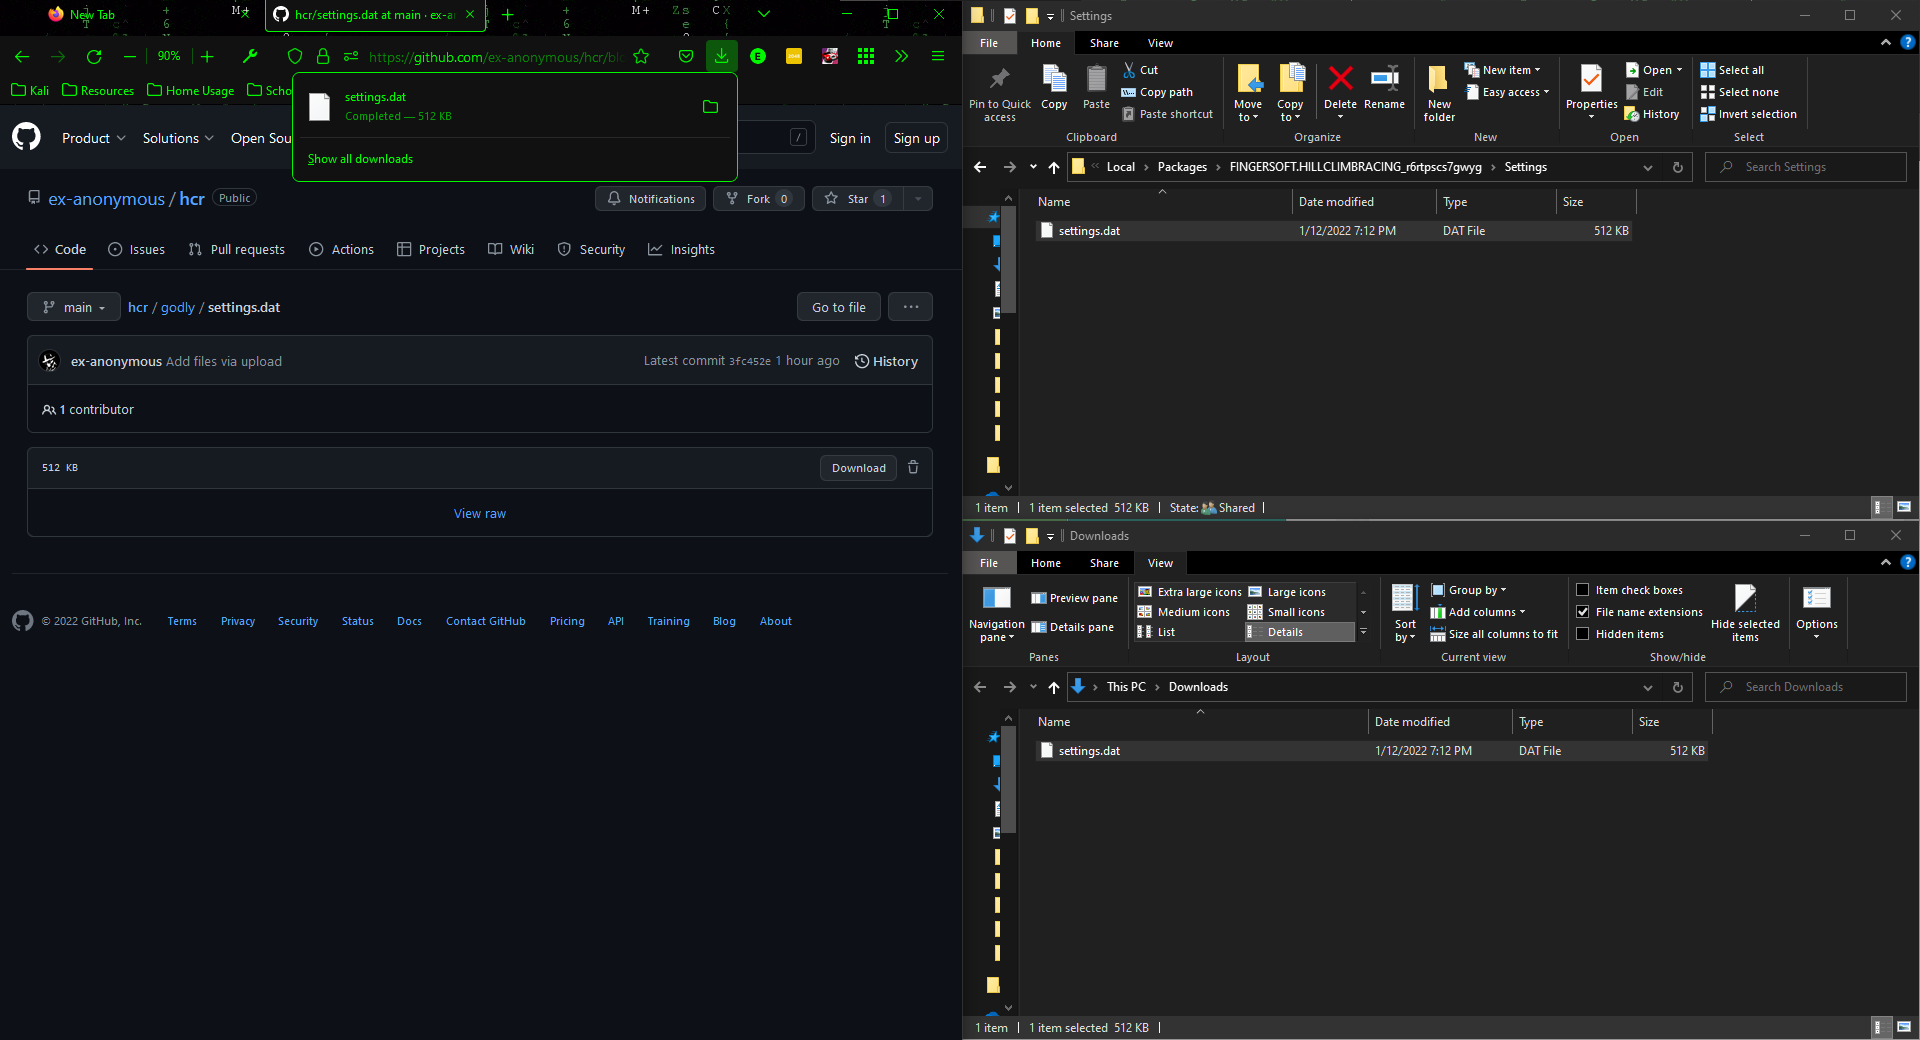 New Tab
hcr/settings.dat at main · ex-a
90%
https://github.com/ex-anonymous/hcr/blo
Kali
Resources
Home Usage
Scho
settings.dat
Completed — 512 KB
Show all downloads
Product
Solutions
Open Sou
/
Sign in
Sign up
ex-anonymous / hcr
Public
Notifications
Fork 0
Star 1
Code
Issues
Pull requests
Actions
Projects
Wiki
Security
Insights
main
hcr / godly / settings.dat
Go to file
ex-anonymous Add files via upload
Latest commit 3fc452e 1 hour ago
History
1 contributor
512 KB
Download
View raw
© 2022 GitHub, Inc.
Terms
Privacy
Security
Status
Docs
Contact GitHub
Pricing
API
Training
Blog
About
Settings
File
Home
Share
View
Pin to Quick access
Copy
Paste
Cut
Copy path
Paste shortcut
Clipboard
Move to
Copy to
Delete
Rename
Organize
New folder
New item
Easy access
New
Properties
Open
Edit
History
Open
Select all
Select none
Invert selection
Select
Local
Packages
FINGERSOFT.HILLCLIMBRACING_r6rtpscs7gwyg
Settings
Search Settings
Name
Date modified
Type
Size
settings.dat
1/12/2022 7:12 PM
DAT File
512 KB
1 item
1 item selected 512 KB
State: Shared
Downloads
File
Home
Share
View
Navigation pane
Preview pane
Details pane
Panes
Extra large icons
Large icons
Medium icons
Small icons
List
Details
Layout
Sort by
Group by
Add columns
Size all columns to fit
Current view
Item check boxes
File name extensions
Hidden items
Hide selected items
Show/hide
Options
This PC
Downloads
Search Downloads
Name
Date modified
Type
Size
settings.dat
1/12/2022 7:12 PM
DAT File
512 KB
1 item
1 item selected 512 KB